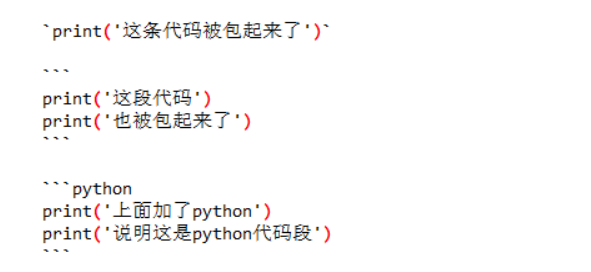 `print('这条代码被包起来了')`
```
print('这段代码')
print('也被包起来了')
```
```python
print('上面加了python')
print('说明这是python代码段')
```